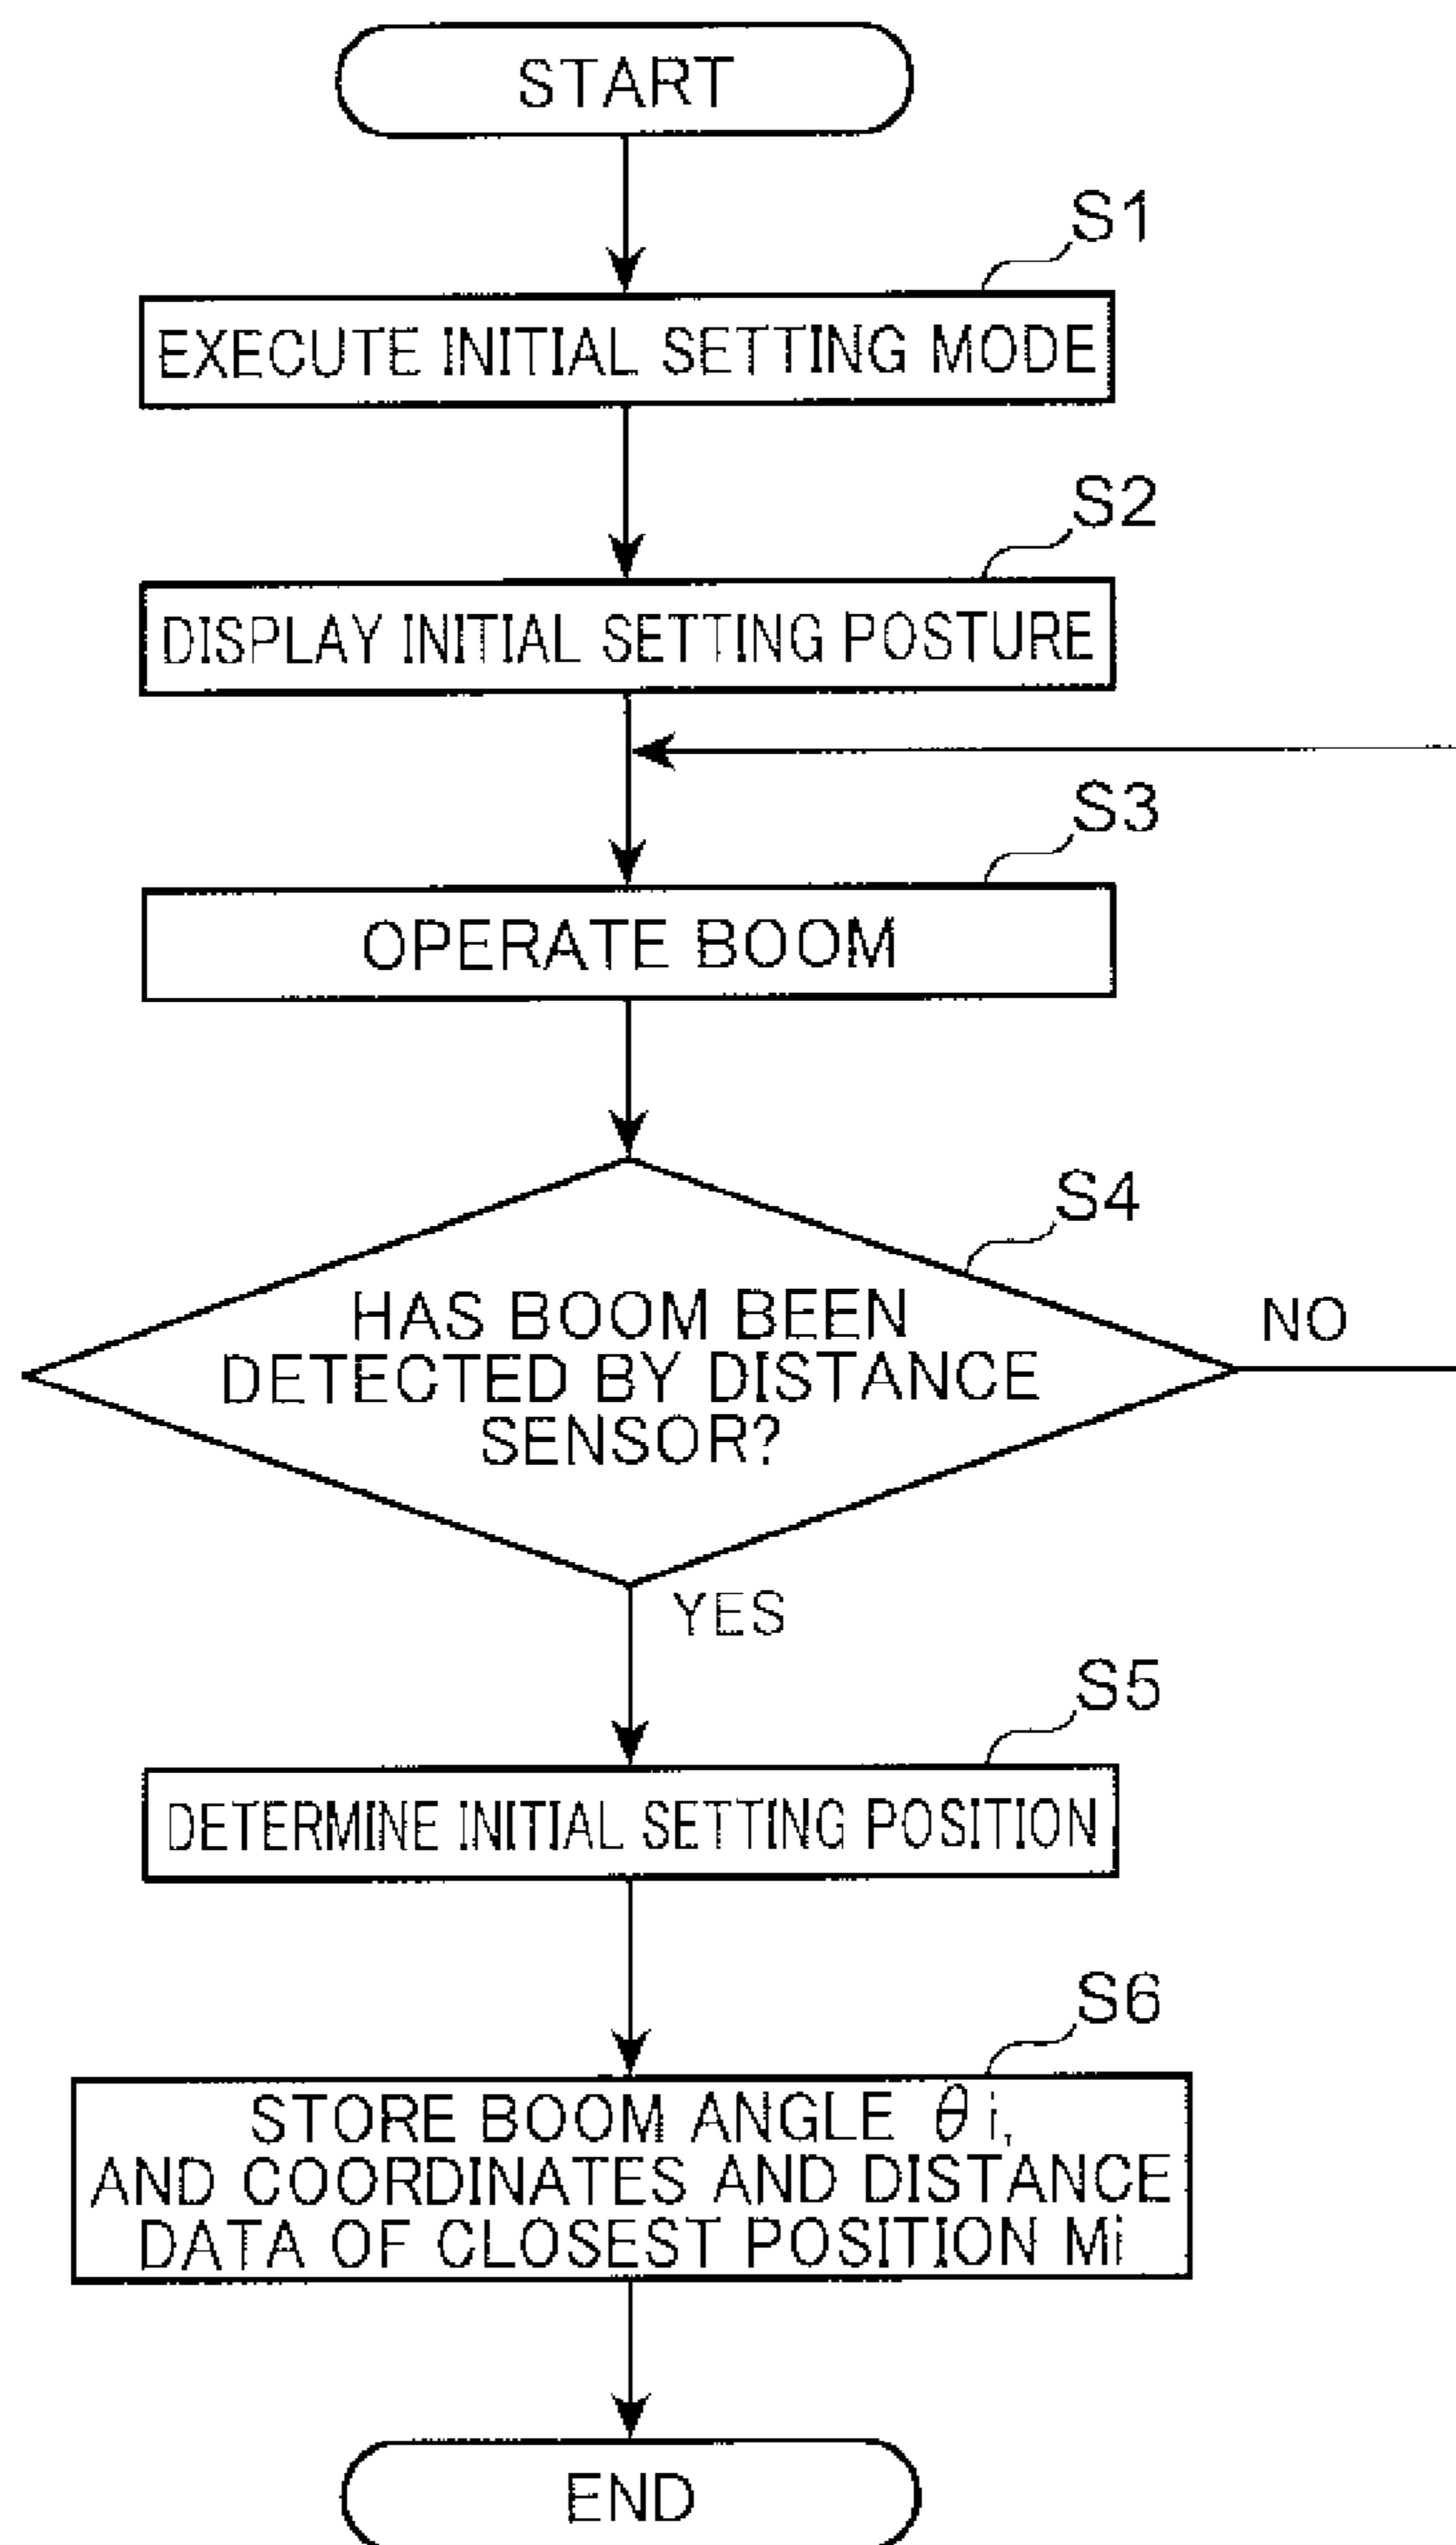 START
S1
EXECUTE INITIAL SETTING MODE
S2
DISPLAY INITIAL SETTING POSTURE
S3
OPERATE BOOM
S4
HAS BOOM BEEN
DETECTED BY DISTANCE
SENSOR?
NO
YES
S5
DETERMINE INITIAL SETTING POSITION
S6
STORE BOOM ANGLE θi,
AND COORDINATES AND DISTANCE
DATA OF CLOSEST POSITION Mi
END